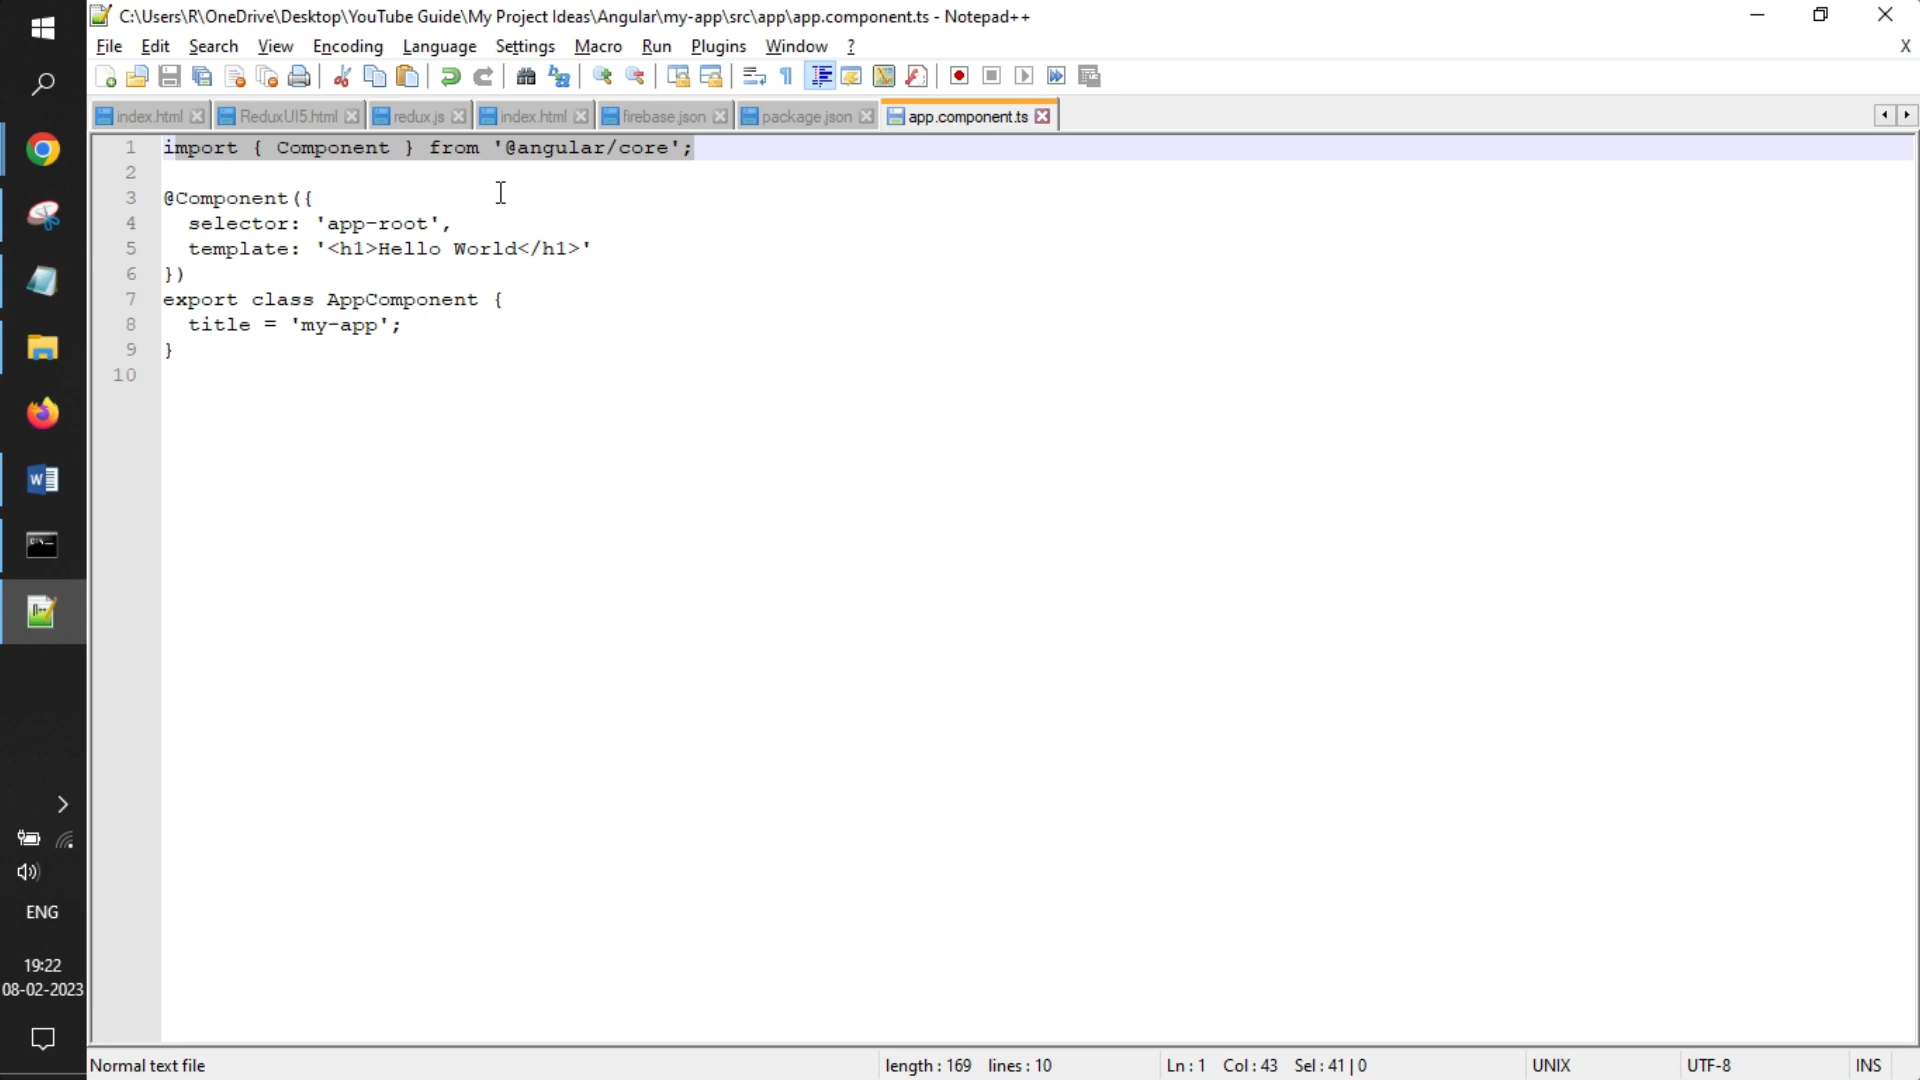 C:\Users\R\OneDrive\Desktop\YouTube Guide\My Project Ideas\Angular\my-app\src\app\app.component.ts - Notepad++
File Edit Search View Encoding Language Settings Macro Run Plugins Window ? X
index.html ReduxUI5.html redux.js index.html firebase.json package.json app.component.ts
1 import { Component } from '@angular/core';
2
3 @Component({
4 selector: 'app-root',
5 template: '<h1>Hello World</h1>'
6 })
7 export class AppComponent {
8 title = 'my-app';
9 }
10
ENG
19:22
08-02-2023
Normal text file length : 169 lines : 10 Ln : 1 Col : 43 Sel : 41 | 0 UNIX UTF-8 INS